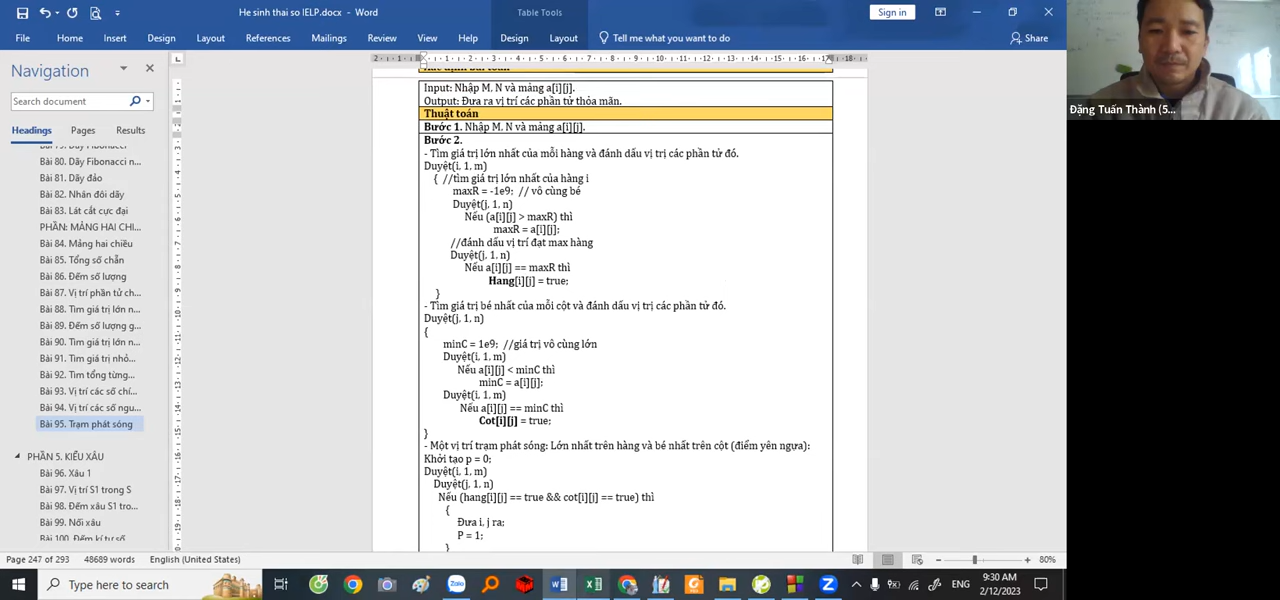 He sinh thai so IELP.docx - Word
Table Tools
Sign in
File Home Insert Design Layout References Mailings Review View Help Design Layout Tell me what you want to do Share
Navigation
Search document
Headings Pages Results
Bài 79. Dãy Fibonacci
Bài 80. Dãy Fibonacci n...
Bài 81. Dãy đảo
Bài 82. Nhân đôi dãy
Bài 83. Lát cắt cực đại
PHẦN: MẢNG HAI CHI...
Bài 84. Mảng hai chiều
Bài 85. Tổng số chẵn
Bài 86. Đếm số lượng
Bài 87. Vị trí phần tử ch...
Bài 88. Tìm giá trị lớn n...
Bài 89. Đếm số lượng g...
Bài 90. Tìm giá trị lớn n...
Bài 91. Tìm giá trị nhỏ...
Bài 92. Tìm tổng từng...
Bài 93. Vị trí các số chí...
Bài 94. Vị trí các số ngu...
Bài 95. Trạm phát sóng
PHẦN 5. KIỂU XÂU
Bài 96. Xâu 1
Bài 97. Vị trí S1 trong S
Bài 98. Đếm xâu S1 tro...
Bài 99. Nối xâu
Bài 100. Đếm kí tự số
Input: Nhập M, N và mảng a[i][j].
Output: Đưa ra vị trí các phần tử thỏa mãn.
Thuật toán
Bước 1. Nhập M, N và mảng a[i][j].
Bước 2.
- Tìm giá trị lớn nhất của mỗi hàng và đánh dấu vị trí các phần tử đó.
Duyệt(i, 1, m)
{ //tìm giá trị lớn nhất của hàng i
maxR = -1e9; // vô cùng bé
Duyệt(j, 1, n)
Nếu (a[i][j] > maxR) thì
maxR = a[i][j];
//đánh dấu vị trí đạt max hàng
Duyệt(j, 1, n)
Nếu a[i][j] == maxR thì
Hang[i][j] = true;
}
- Tìm giá trị bé nhất của mỗi cột và đánh dấu vị trí các phần tử đó.
Duyệt(j, 1, n)
{
minC = 1e9; //giá trị vô cùng lớn
Duyệt(i, 1, m)
Nếu a[i][j] < minC thì
minC = a[i][j];
Duyệt(i, 1, m)
Nếu a[i][j] == minC thì
Cot[i][j] = true;
}
- Một vị trí trạm phát sóng: Lớn nhất trên hàng và bé nhất trên cột (điểm yên ngựa):
Khởi tạo p = 0;
Duyệt(i, 1, m)
Duyệt(j, 1, n)
Nếu (hang[i][j] == true && cot[i][j] == true) thì
{
Đưa i, j ra;
P = 1;
}
Đặng Tuấn Thành (5...
Page 247 of 293 48689 words English (United States)
80%
Type here to search
Zalo
ENG
9:30 AM
2/12/2023